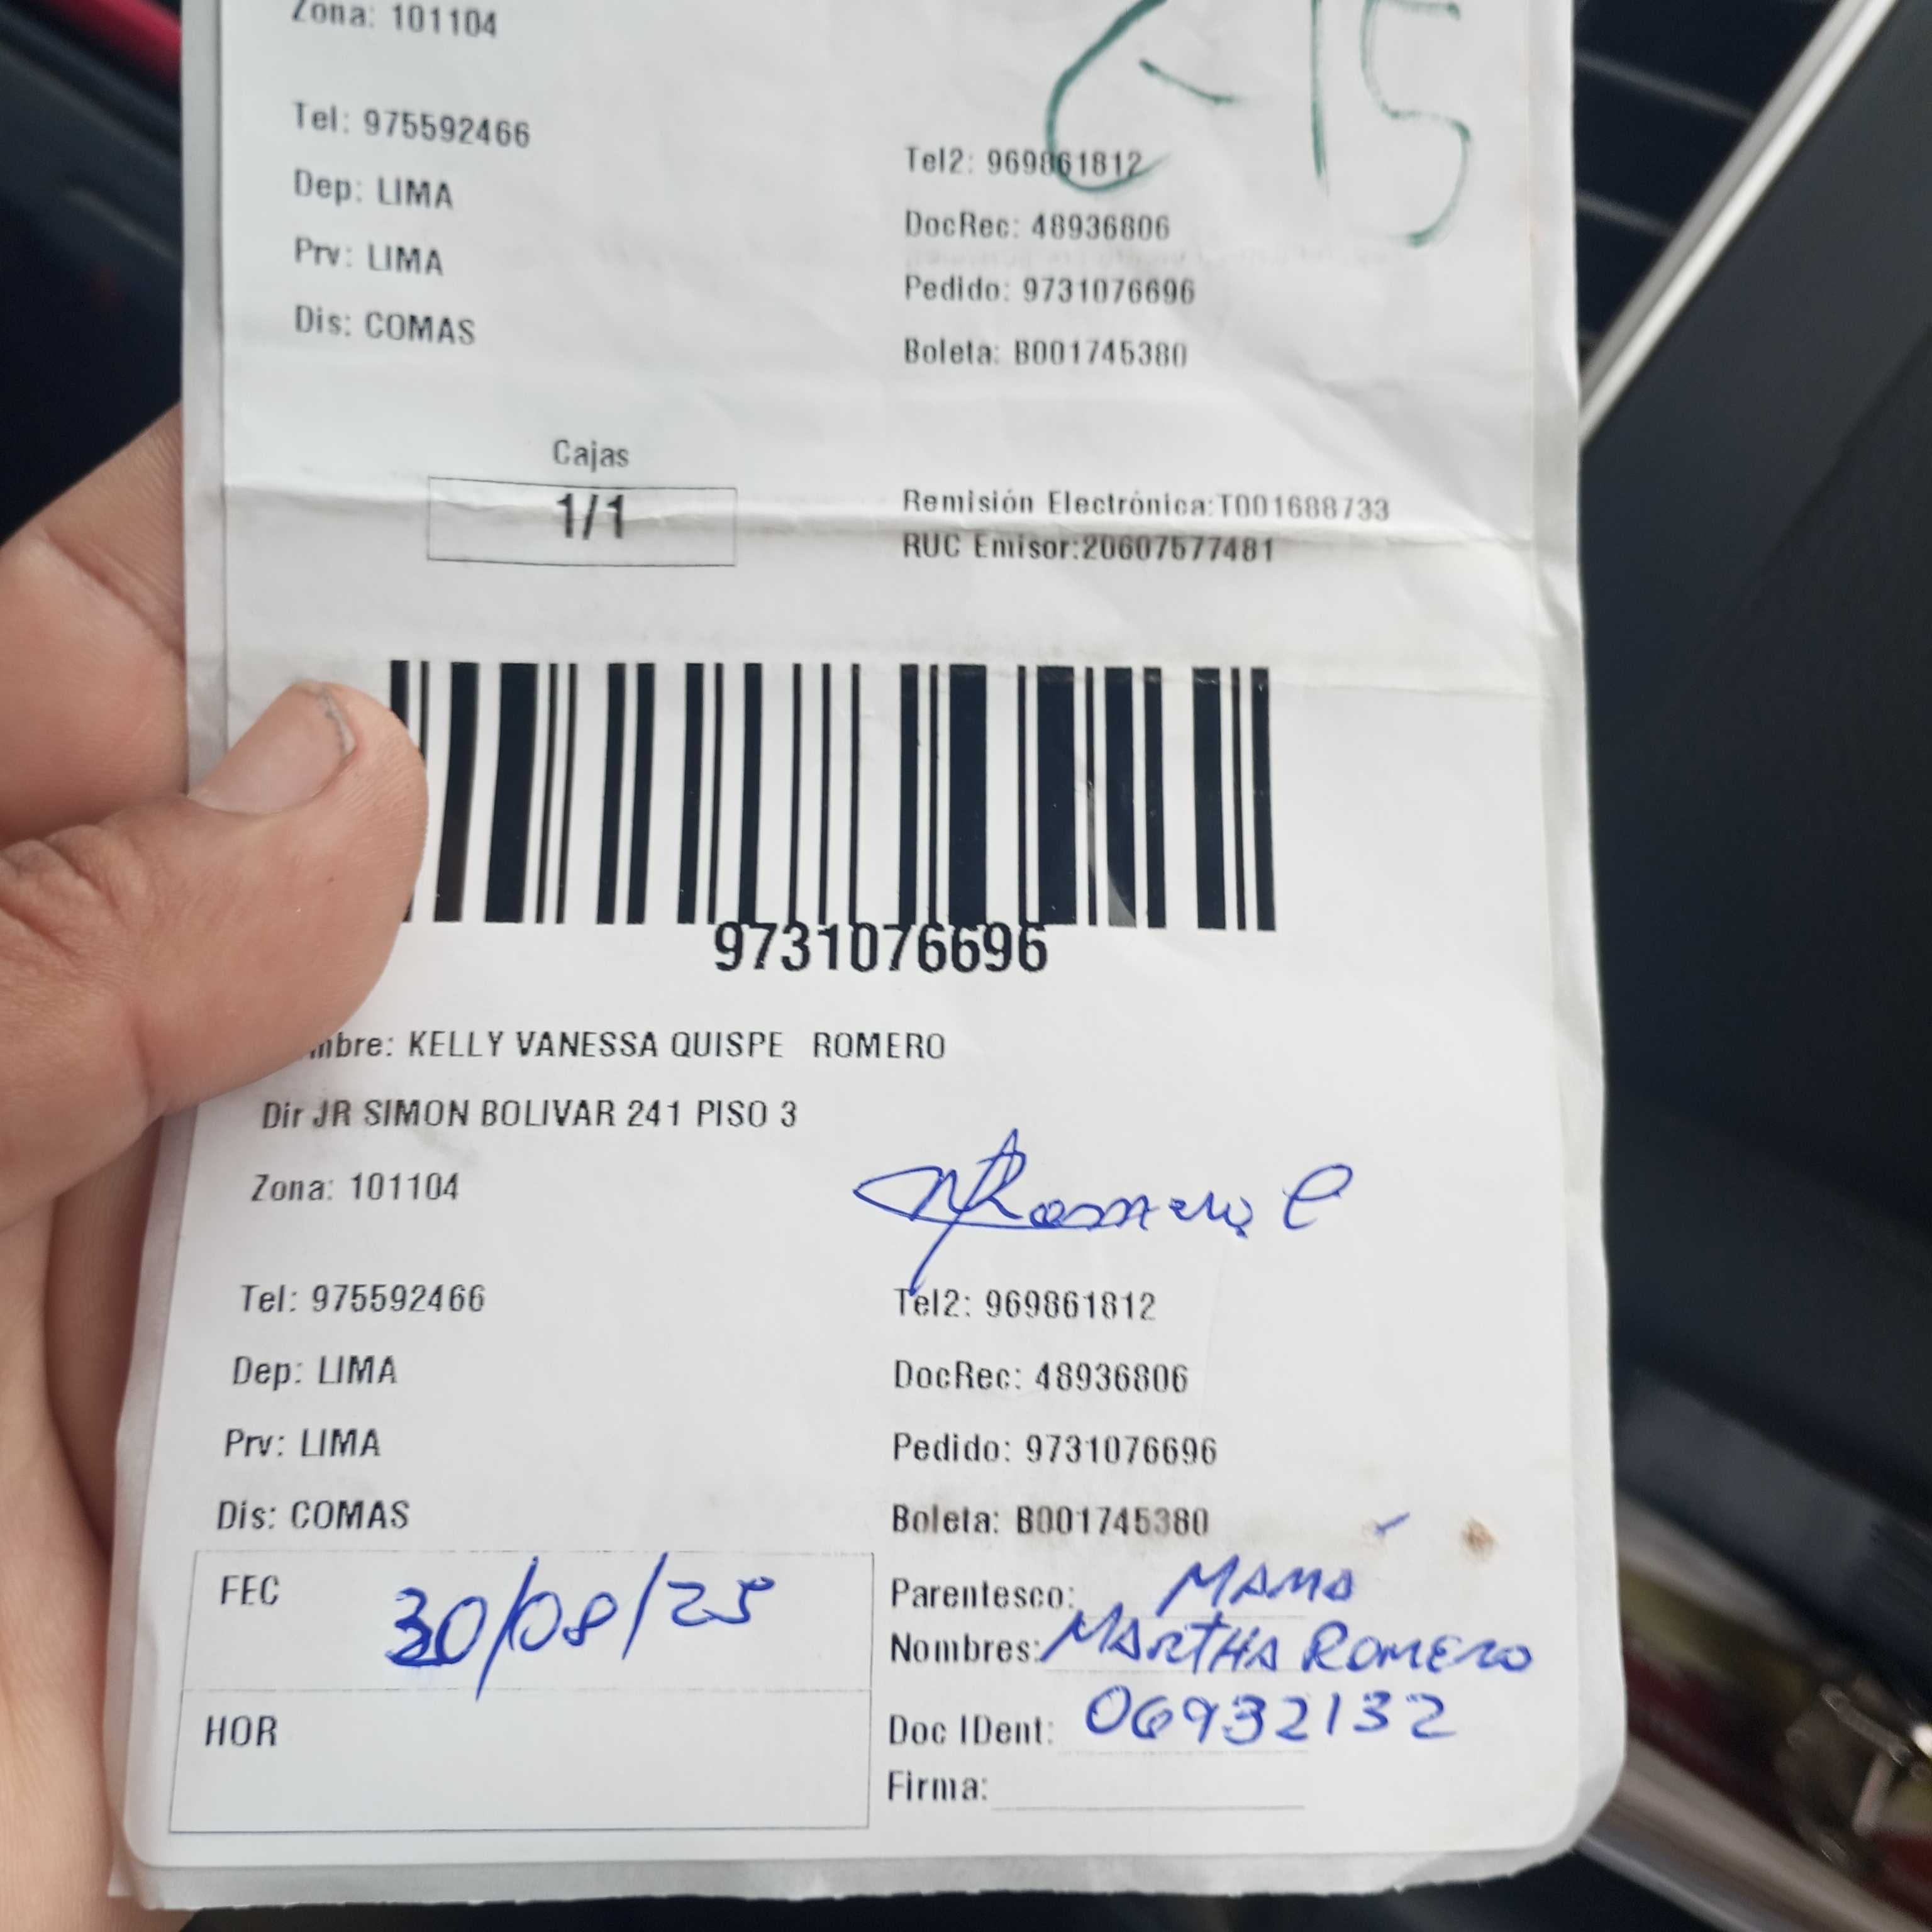 Zona: 101104
C-15
Tel: 975592466
Tel2: 969861812
Dep: LIMA
DocRec: 48936806
Prv: LIMA
Pedido: 9731076696
Dis: COMAS
Boleta: B001745380
Cajas
1/1
Remisión Electrónica:T001688733
RUC Emisor:20607577481
9731076696
mbre: KELLY VANESSA QUISPE ROMERO
Dir JR SIMON BOLIVAR 241 PISO 3
Zona: 101104
Romero C
Tel: 975592466
Tel2: 969861812
Dep: LIMA
DocRec: 48936806
Prv: LIMA
Pedido: 9731076696
Dis: COMAS
Boleta: B001745380
FEC 30/08/25
Parentesco: MAMA
Nombres: MARTHA ROMERO
HOR
Doc IDent: 06932132
Firma: